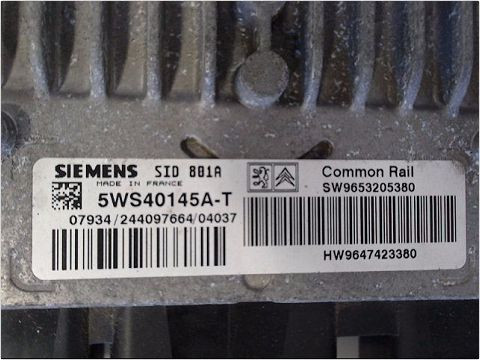 SIEMENS SID 801A
MADE IN FRANCE
5WS40145A-T
07934/244097664/04037
Common Rail
SW9653205380
HW9647423380